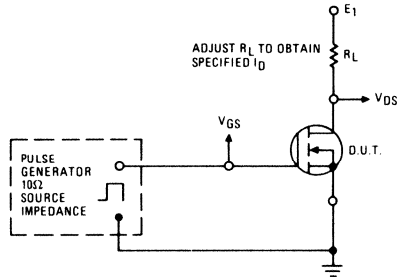 E1
ADJUST RL TO OBTAIN
SPECIFIED ID
RL
VDS
VGS
D.U.T.
PULSE
GENERATOR
10Ω
SOURCE
IMPEDANCE